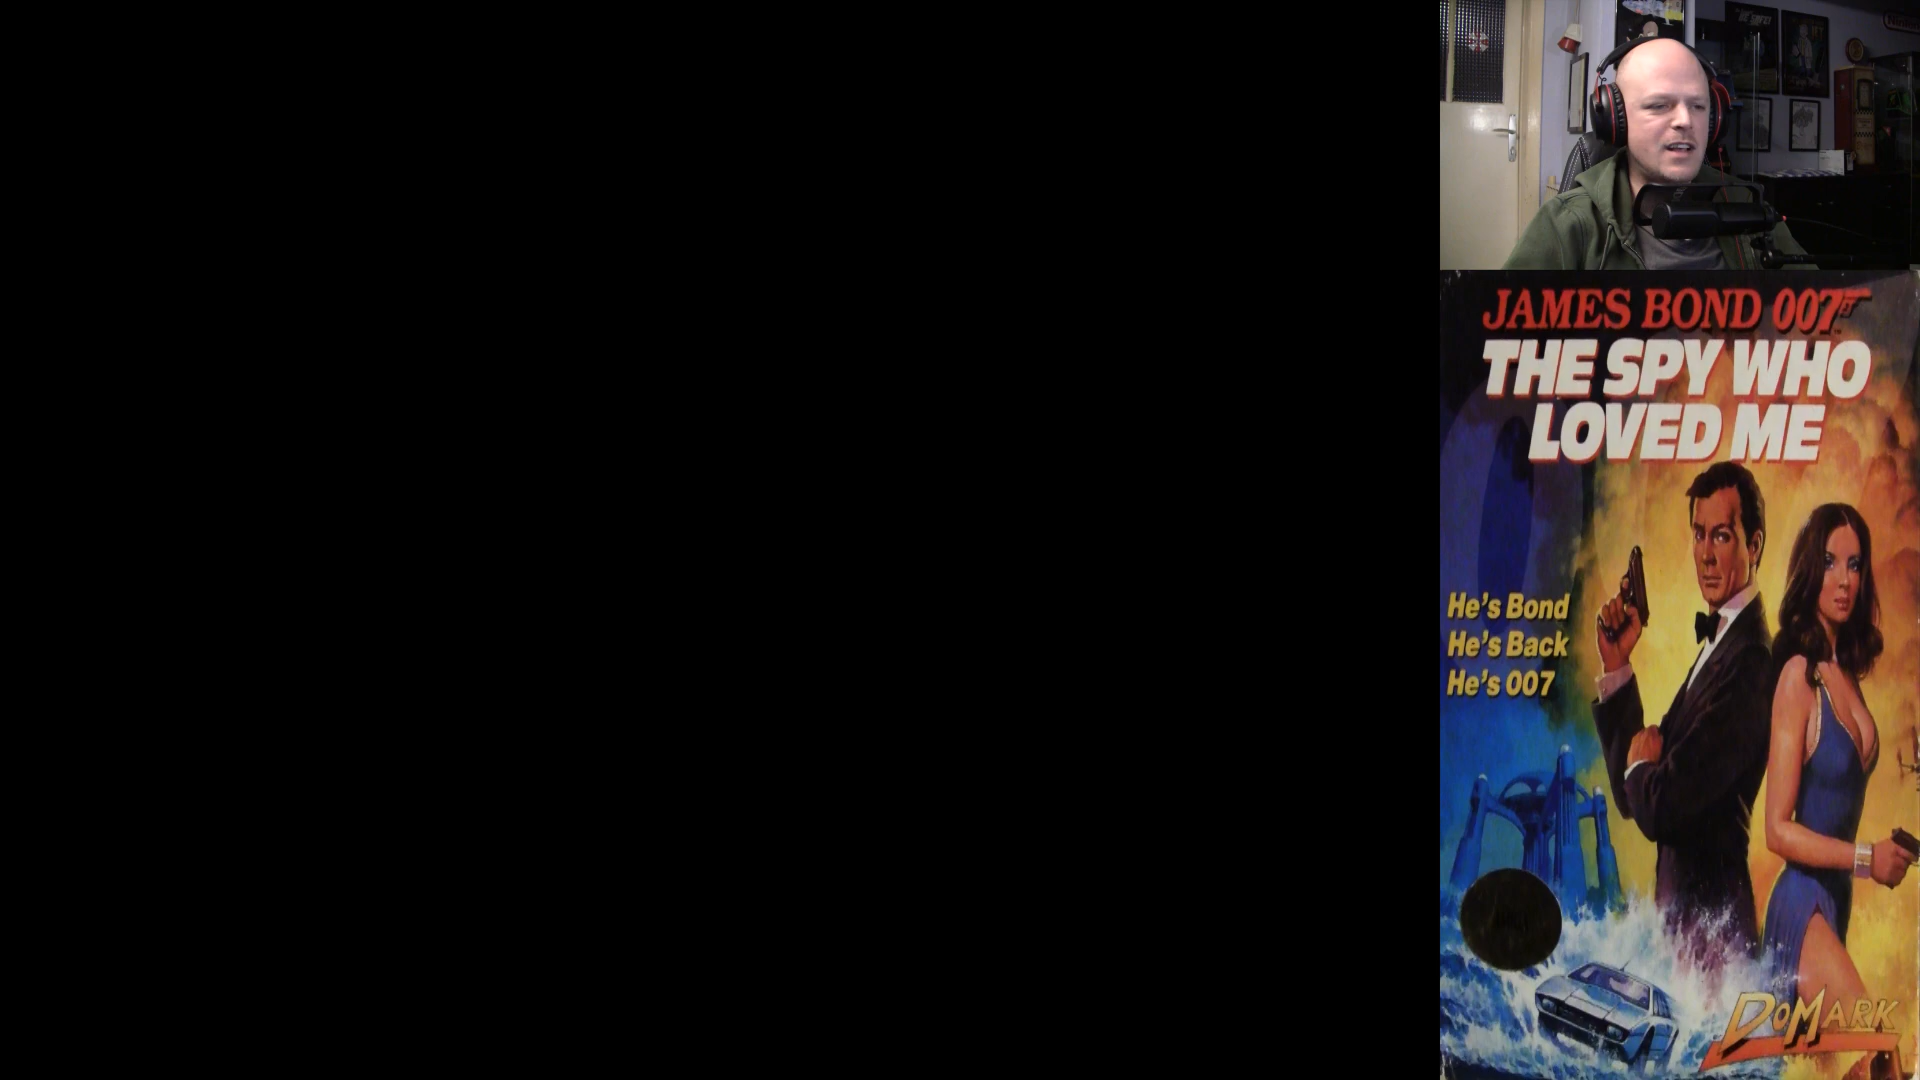 JAMES BOND 007
THE SPY WHO
LOVED ME
He's Bond
He's Back
He's 007
DOMARK